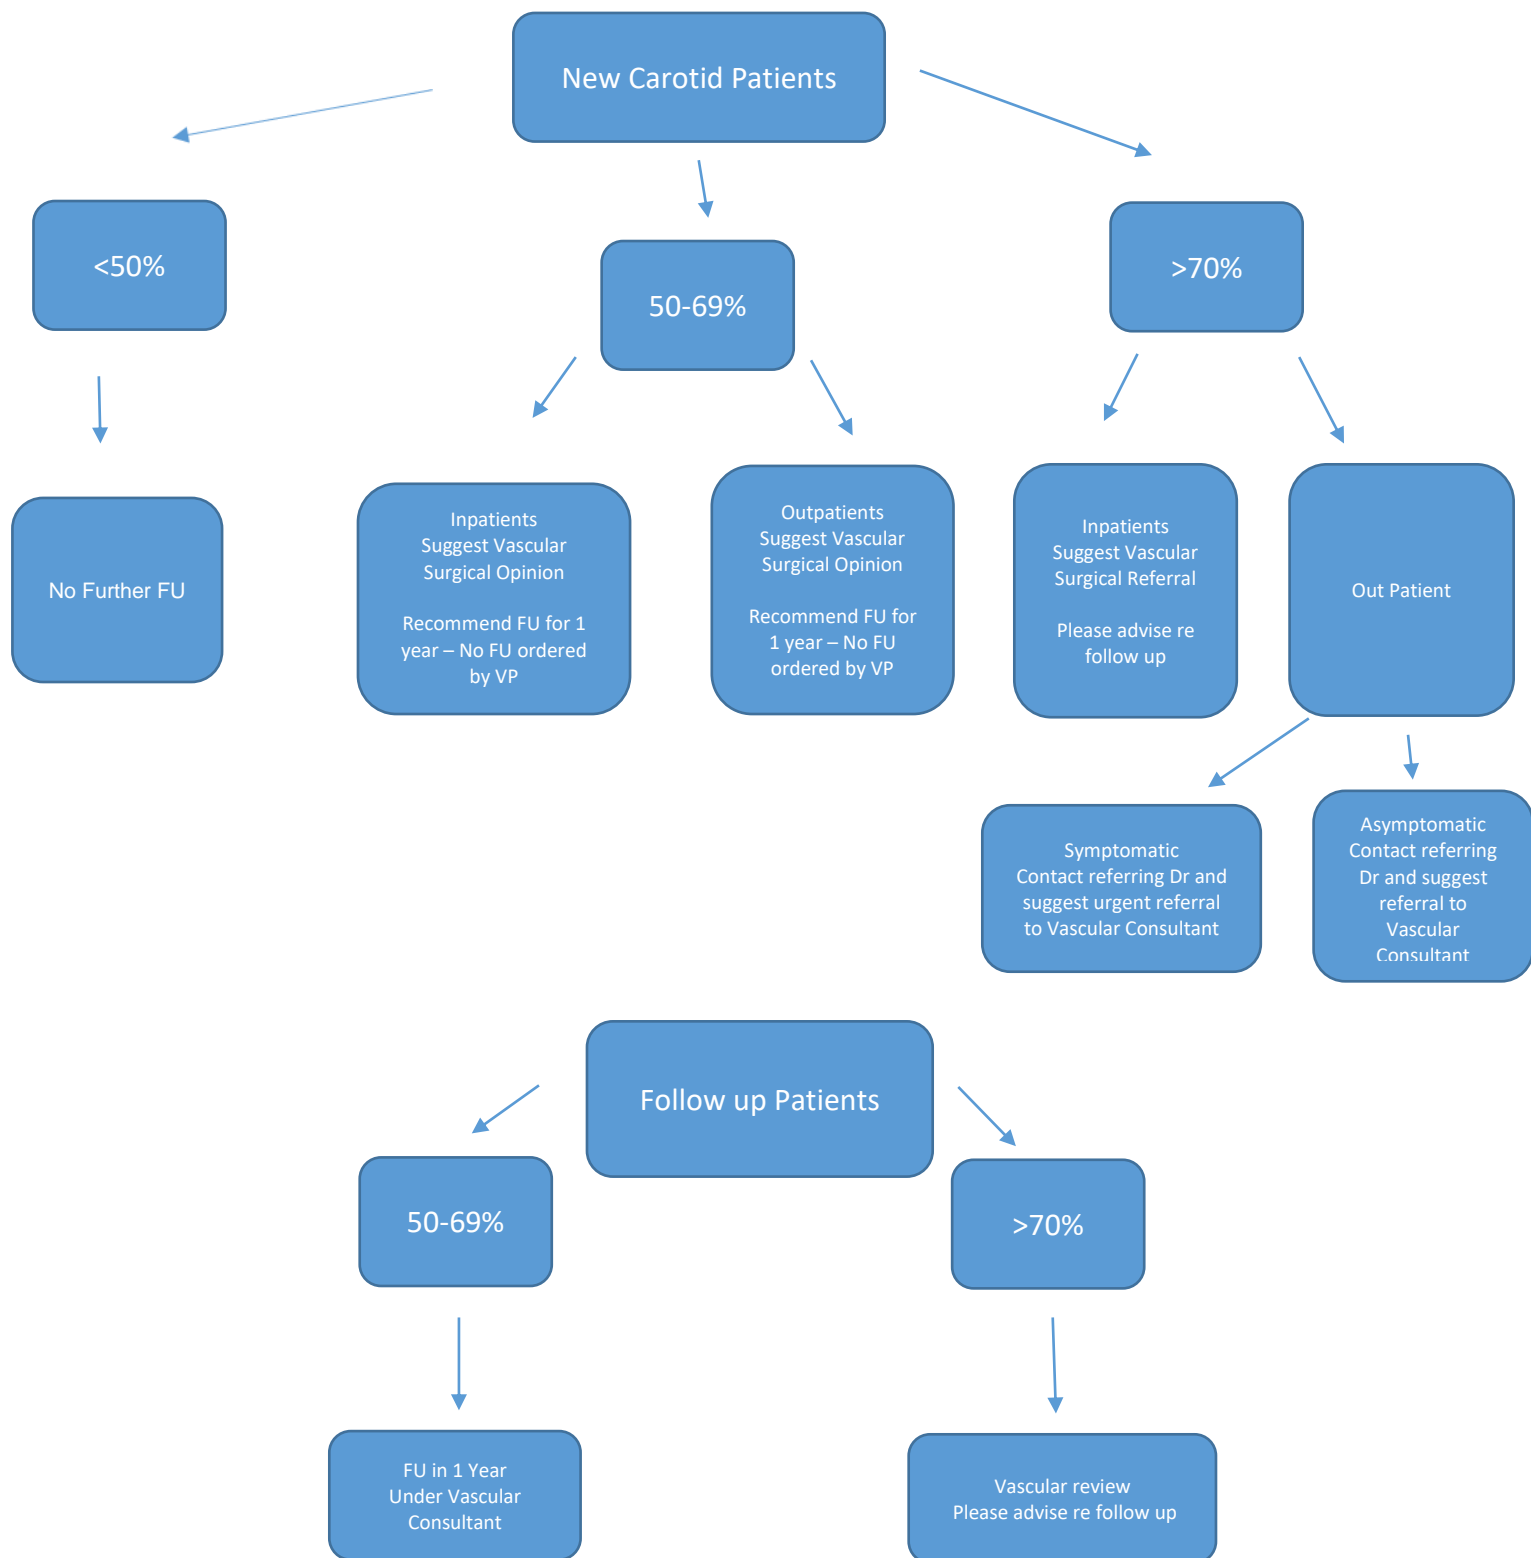 New Carotid Patients
<50%
50-69%
>70%
No Further FU
Inpatients
Suggest Vascular
Surgical Opinion
Recommend FU for 1
year – No FU ordered
by VP
Outpatients
Suggest Vascular
Surgical Opinion
Recommend FU for
1 year – No FU
ordered by VP
Inpatients
Suggest Vascular
Surgical Referral
Please advise re
follow up
Out Patient
Symptomatic
Contact referring Dr and
suggest urgent referral
to Vascular Consultant
Asymptomatic
Contact referring
Dr and suggest
referral to
Vascular
Consultant
Follow up Patients
50-69%
>70%
FU in 1 Year
Under Vascular
Consultant
Vascular review
Please advise re follow up